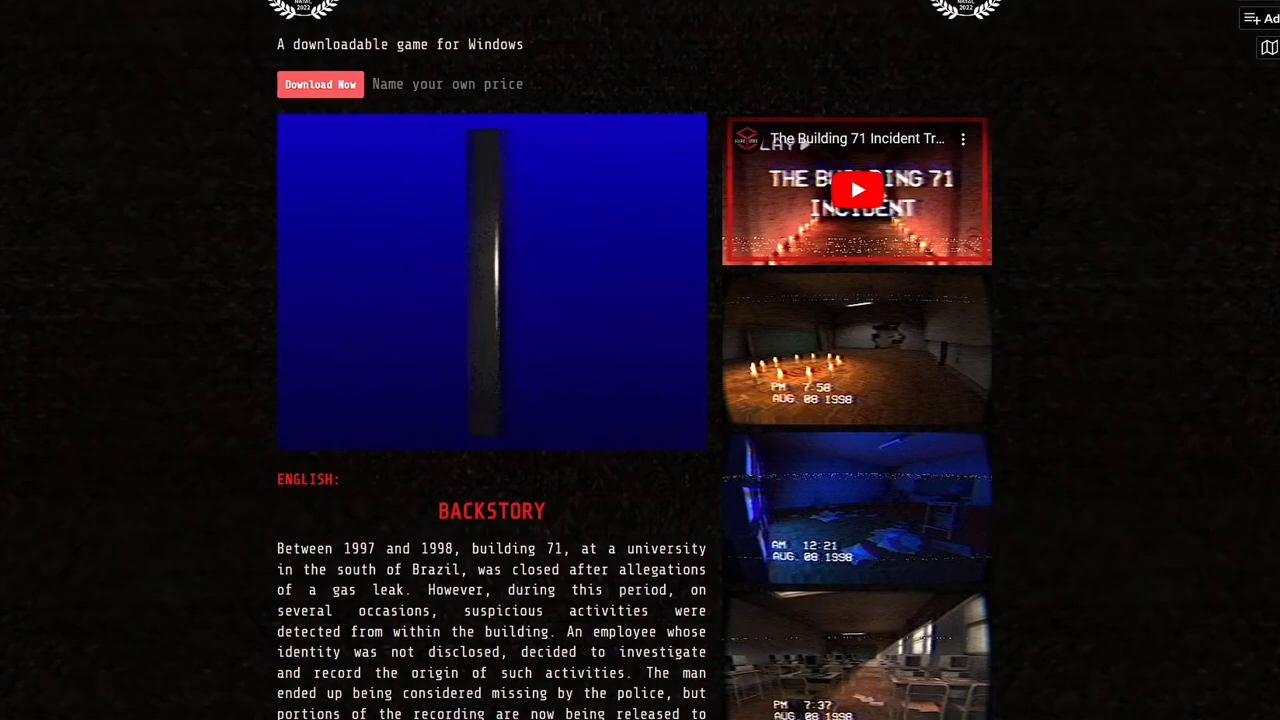 2022
2022
Ad
A downloadable game for Windows
Download Now Name your own price
The Building 71 Incident Tr...
THE BUILDING 71
INCIDENT
PM 7:58
AUG. 08 1998
AM 12:21
AUG. 08 1998
PM 7:37
AUG. 08 1998
ENGLISH:
BACKSTORY
Between 1997 and 1998, building 71, at a university
in the south of Brazil, was closed after allegations
of a gas leak. However, during this period, on
several occasions, suspicious activities were
detected from within the building. An employee whose
identity was not disclosed, decided to investigate
and record the origin of such activities. The man
ended up being considered missing by the police, but
portions of the recording are now being released to